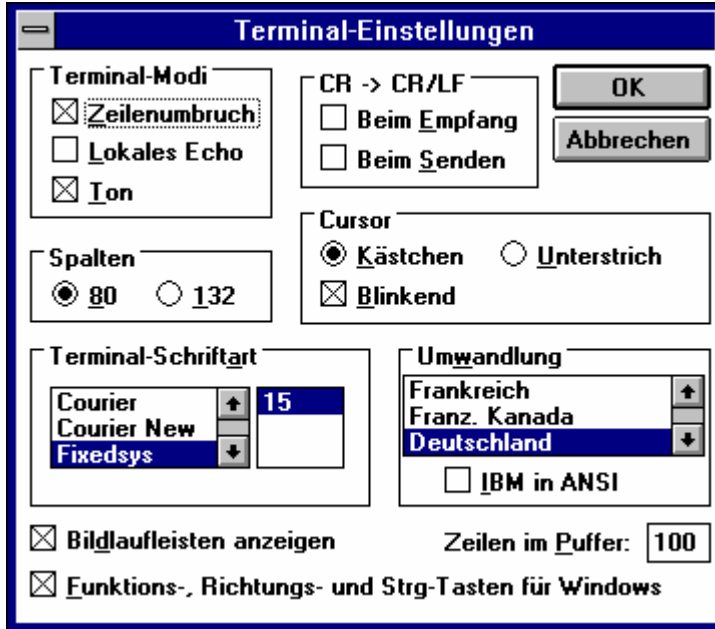 Terminal-Einstellungen
Terminal-Modi
Zeilenumbruch
Lokales Echo
Ton
CR -> CR/LF
Beim Empfang
Beim Senden
OK
Abbrechen
Spalten
80 132
Cursor
Kästchen Unterstrich
Blinkend
Terminal-Schriftart
Courier
Courier New
Fixedsys
15
Umwandlung
Frankreich
Franz. Kanada
Deutschland
IBM in ANSI
Bildlaufleisten anzeigen
Zeilen im Puffer: 100
Funktions-, Richtungs- und Strg-Tasten für Windows